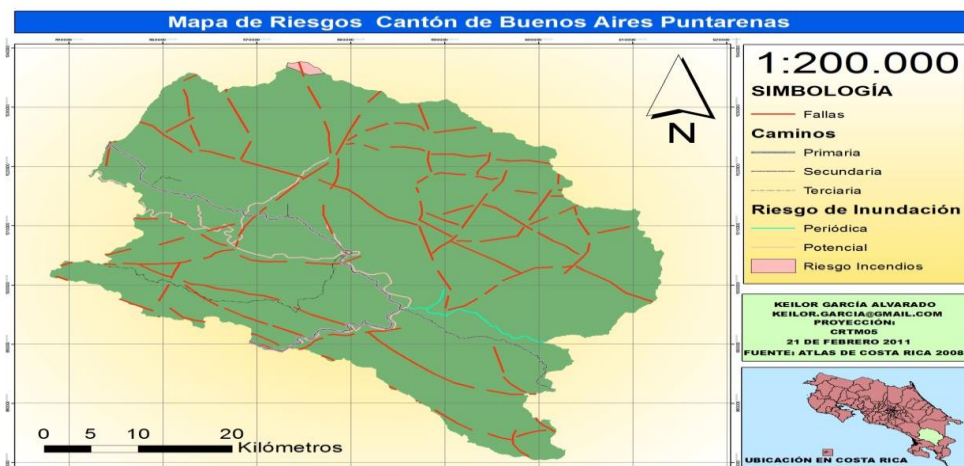 Mapa de Riesgos Cantón de Buenos Aires Puntarenas
N
0 5 10 20
Kilómetros
1:200.000
SIMBOLOGÍA
Fallas
Caminos
Primaria
Secundaria
Terciaria
Riesgo de Inundación
Periódica
Potencial
Riesgo Incendios
KEILOR GARCÍA ALVARADO
KEILOR.GARCIA@GMAIL.COM
PROYECCIÓN:
CRTM05
21 DE FEBRERO 2011
FUENTE: ATLAS DE COSTA RICA 2008
UBICACIÓN EN COSTA RICA